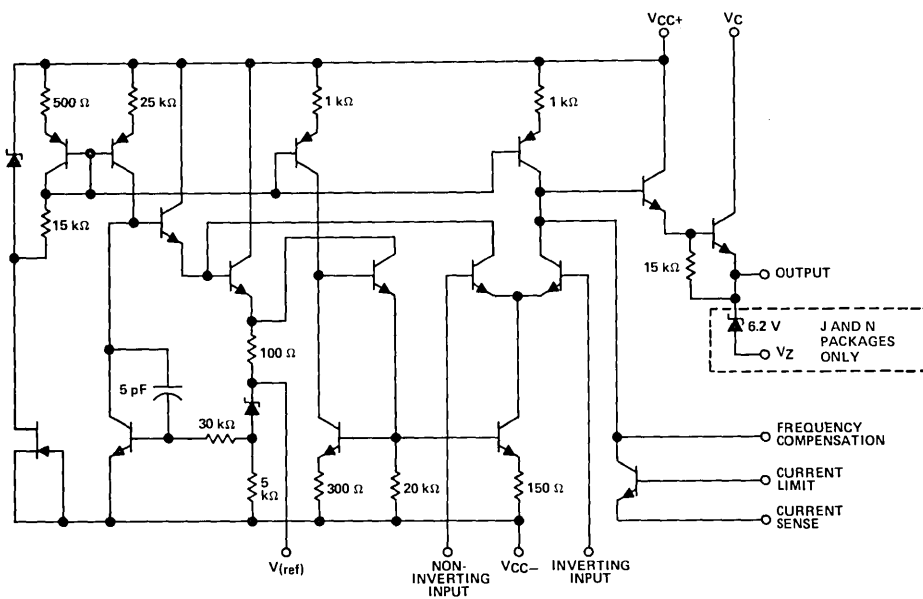 VCC+
VC
500 Ω
25 kΩ
1 kΩ
1 kΩ
15 kΩ
15 kΩ
OUTPUT
6.2 V
J AND N
PACKAGES
ONLY
VZ
100 Ω
5 pF
30 kΩ
FREQUENCY
COMPENSATION
5
kΩ
300 Ω
20 kΩ
150 Ω
CURRENT
LIMIT
CURRENT
SENSE
V(ref)
NON-
INVERTING
INPUT
VCC−
INVERTING
INPUT